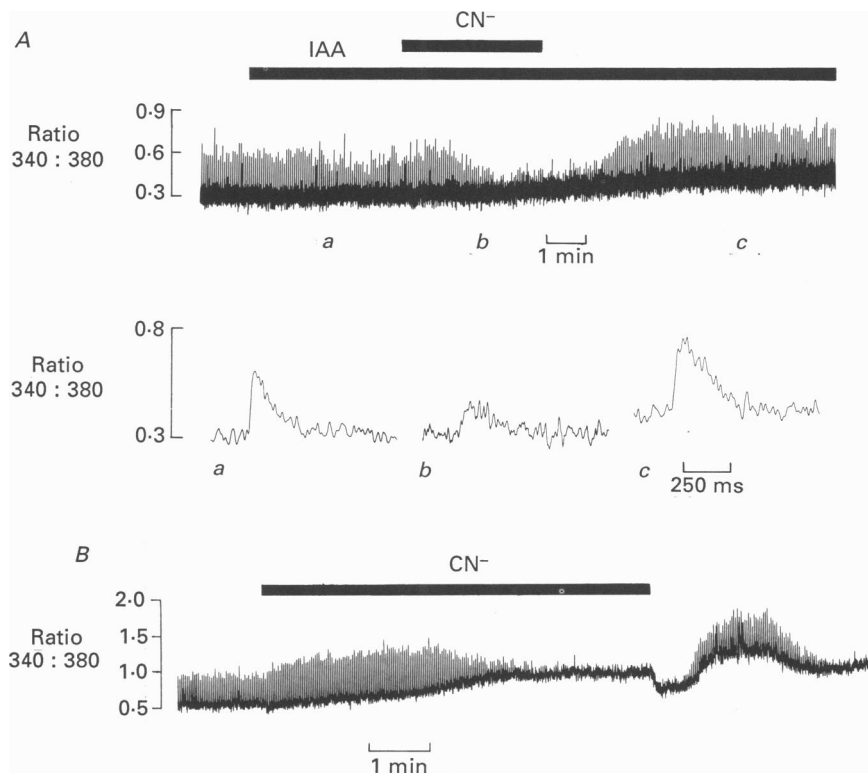 A
CN⁻
IAA
0·9
Ratio
340 : 380
0·6
0·3
a
b
1 min
c
0·8
Ratio
340 : 380
0·3
a
b
c
250 ms
B
CN⁻
2·0
Ratio
340 : 380
1·5
1·0
0·5
1 min